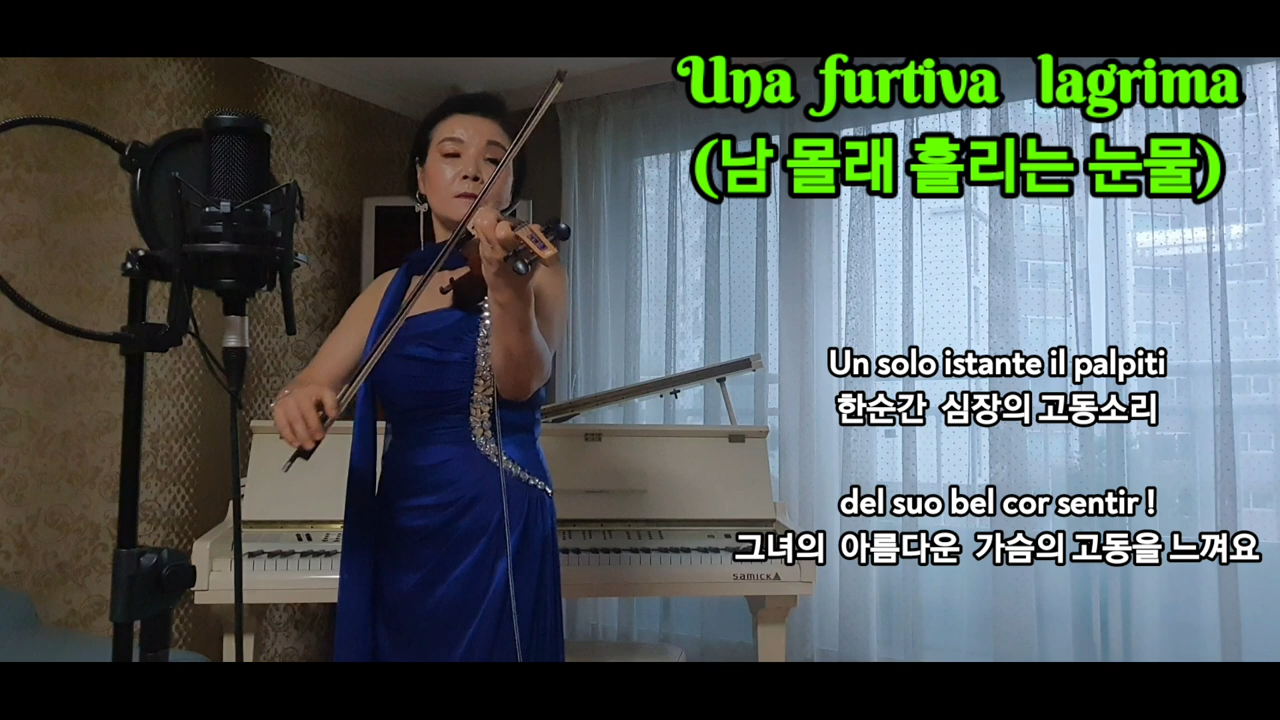 Una furtiva lagrima
(남 몰래 흘리는 눈물)
Un solo istante il palpiti
한순간 심장의 고동소리
del suo bel cor sentir !
그녀의 아름다운 가슴의 고동을 느껴요
SAMICK